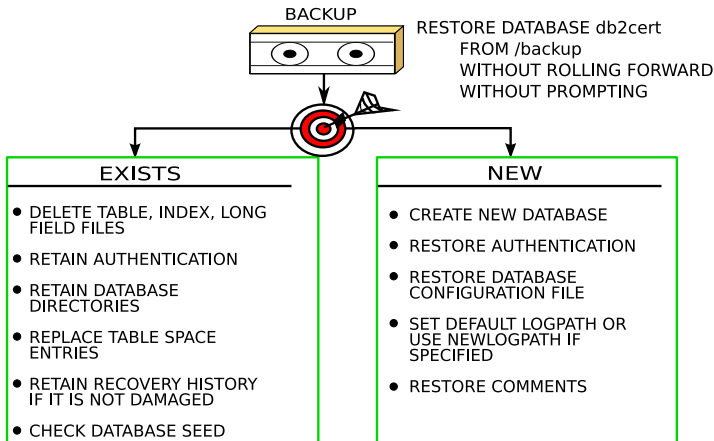 BACKUP
RESTORE DATABASE db2cert
FROM /backup
WITHOUT ROLLING FORWARD
WITHOUT PROMPTING
EXISTS
DELETE TABLE, INDEX, LONG
FIELD FILES
RETAIN AUTHENTICATION
RETAIN DATABASE
DIRECTORIES
REPLACE TABLE SPACE
ENTRIES
RETAIN RECOVERY HISTORY
IF IT IS NOT DAMAGED
CHECK DATABASE SEED
NEW
CREATE NEW DATABASE
RESTORE AUTHENTICATION
RESTORE DATABASE
CONFIGURATION FILE
SET DEFAULT LOGPATH OR
USE NEWLOGPATH IF
SPECIFIED
RESTORE COMMENTS